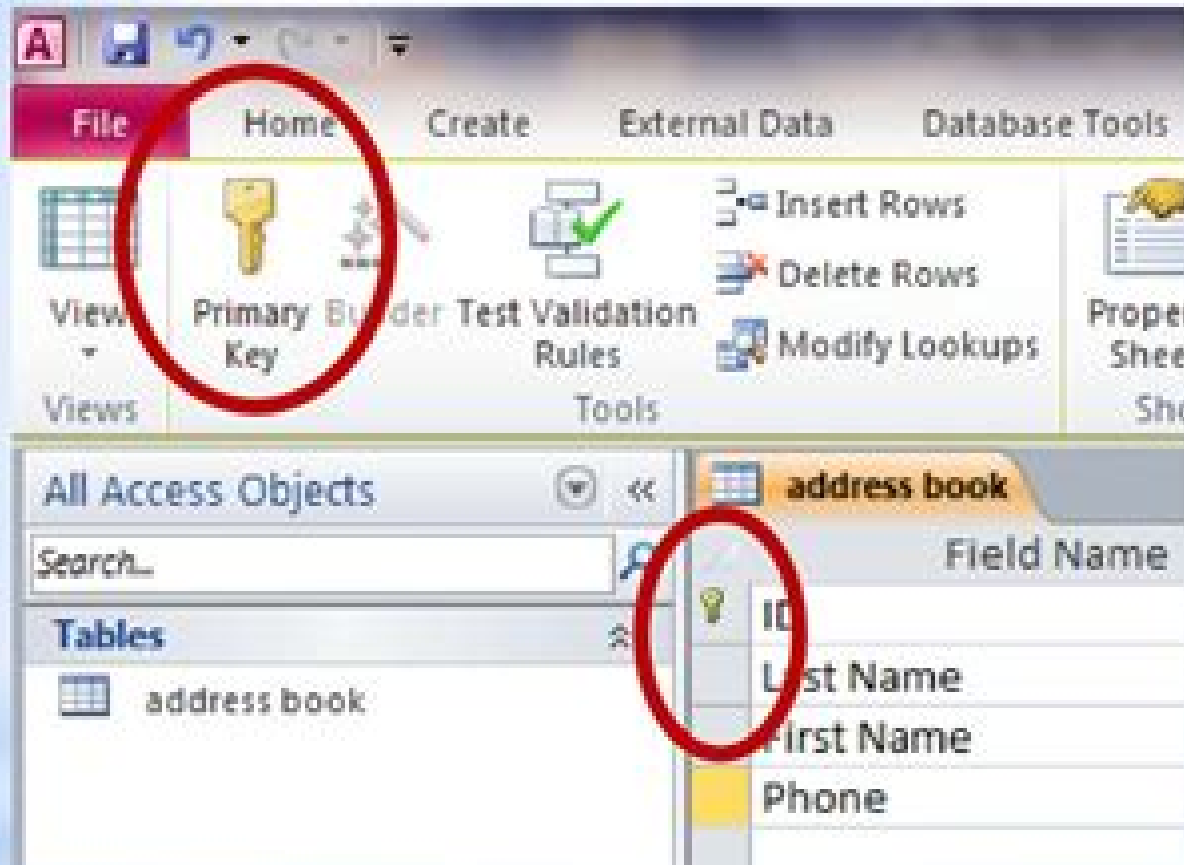 A
File Home Create External Data Database Tools
View Primary Key Builder Test Validation Rules Insert Rows
Delete Rows
Modify Lookups
Views Tools
All Access Objects « address book
Search... Field Name
Tables ID
address book Last Name
First Name
Phone